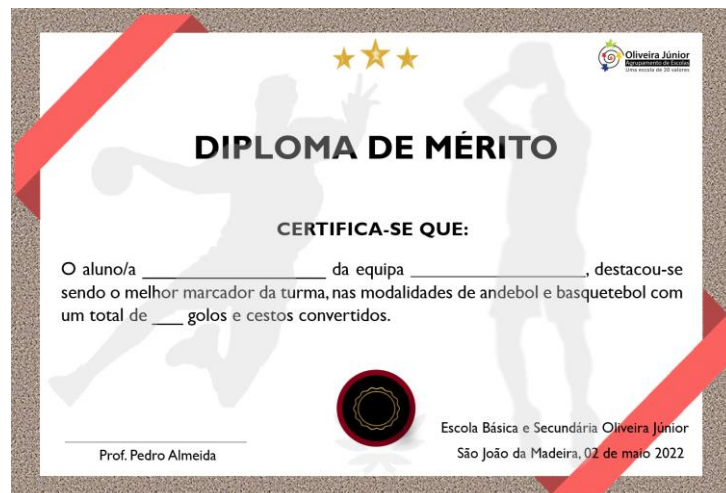 Oliveira Júnior
Agrupamento de Escolas
Uma escola de 20 valores
DIPLOMA DE MÉRITO
CERTIFICA-SE QUE:
O aluno/a ____________________ da equipa ___________________, destacou-se
sendo o melhor marcador da turma, nas modalidades de andebol e basquetebol com
um total de ___ golos e cestos convertidos.
Escola Básica e Secundária Oliveira Júnior
Prof. Pedro Almeida
São João da Madeira, 02 de maio 2022